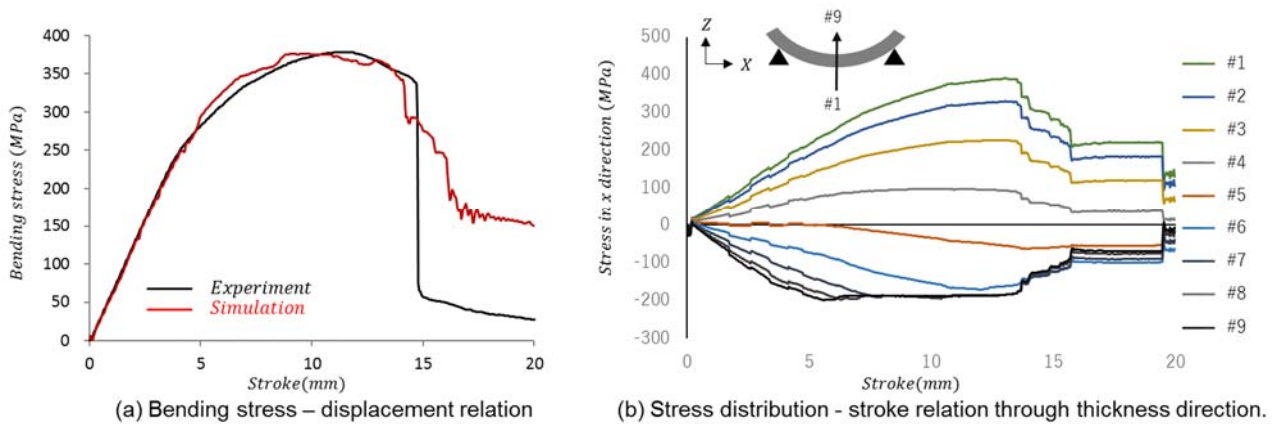 Bending stress (MPa)
450
400
350
300
250
200
150
100
50
0
Experiment
Simulation
0 5 10 15 20
Stroke(mm)
(a) Bending stress – displacement relation
Stress in x direction (MPa)
500
400
300
200
100
0
-100
-200
-300
Z
X
#9
#1
#1
#2
#3
#4
#5
#6
#7
#8
#9
0 5 10 15 20
Stroke(mm)
(b) Stress distribution - stroke relation through thickness direction.